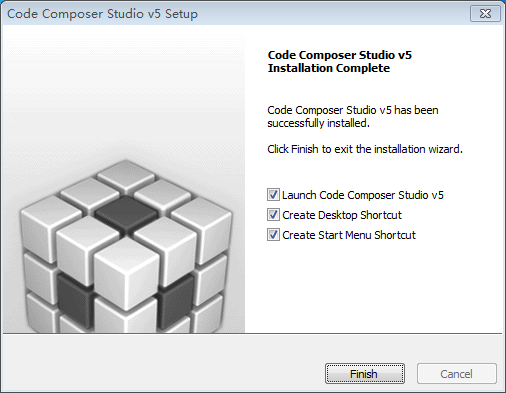 Code Composer Studio v5 Setup
Code Composer Studio v5
Installation Complete
Code Composer Studio v5 has been
successfully installed.
Click Finish to exit the installation wizard.
Launch Code Composer Studio v5
Create Desktop Shortcut
Create Start Menu Shortcut
Finish
Cancel